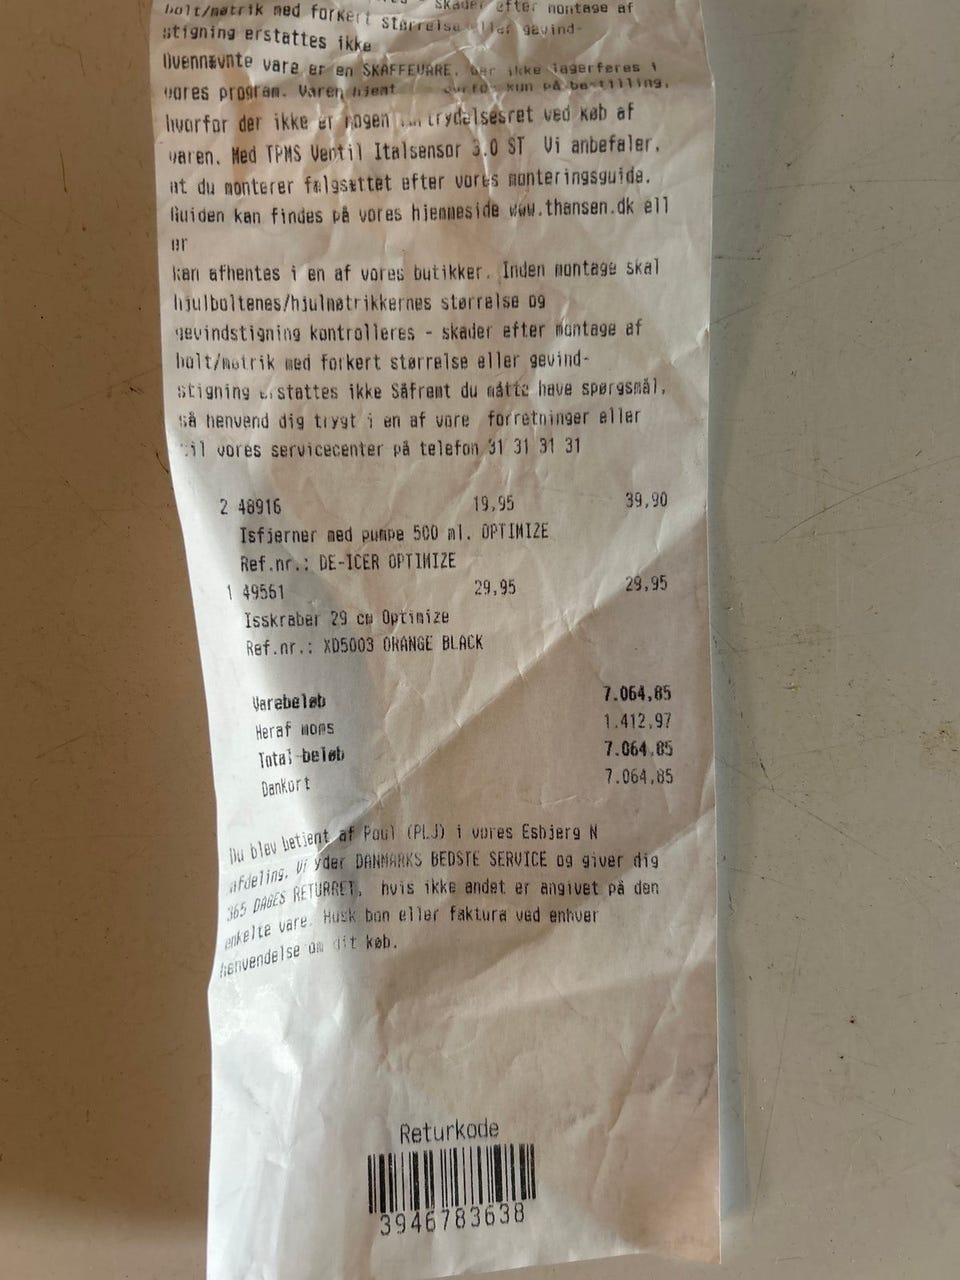 bolt/møtrik med forkert størrelse eller gevind- skader efter montage af
stigning erstattes ikke
Ovennævnte vare er en SKAFFEVARE, der ikke lagerføres i
vores program. Varen hjemt kun på bestilling,
hvorfor der ikke er nogen fortrydelsesret ved køb af
varen. Med TPMS Ventil Italsensor 3.0 ST Vi anbefaler,
at du monterer fælgsættet efter vores monteringsguide.
Guiden kan findes på vores hjemmeside www.thansen.dk ell
er
kan afhentes i en af vores butikker. Inden montage skal
hjulboltenes/hjulmøtrikkernes størrelse og
gevindstigning kontrolleres - skader efter montage af
bolt/møtrik med forkert størrelse eller gevind-
stigning erstattes ikke Såfremt du måtte have spørgsmål,
så henvend dig trygt i en af vore forretninger eller
til vores servicecenter på telefon 31 31 31 31
2 48916 19,95 39,90
Isfjerner med pumpe 500 ml. OPTIMIZE
Ref.nr.: DE-ICER OPTIMIZE
1 49561 29,95 29,95
Isskraber 29 cm Optimize
Ref.nr.: XD5003 ORANGE BLACK
Varebeløb 7.064,85
Heraf moms 1.412,97
Total-beløb 7.064,85
Dankort 7.064,85
Du blev betjent af Poul (PLJ) i vores Esbjerg N
afdeling. Vi yder DANMARKS BEDSTE SERVICE og giver dig
365 DAGES RETURRET, hvis ikke andet er angivet på den
enkelte vare. Husk bon eller faktura ved enhver
henvendelse om dit køb.
Returkode
3946783638